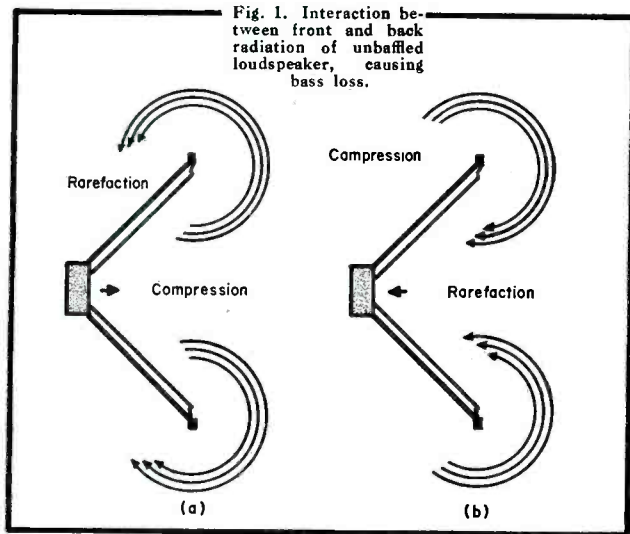 Fig. 1. Interaction be-
tween front and back
radiation of unbaffled
loudspeaker, causing
bass loss.
Rarefaction
Compression
(a)
Compression
Rarefaction
(b)